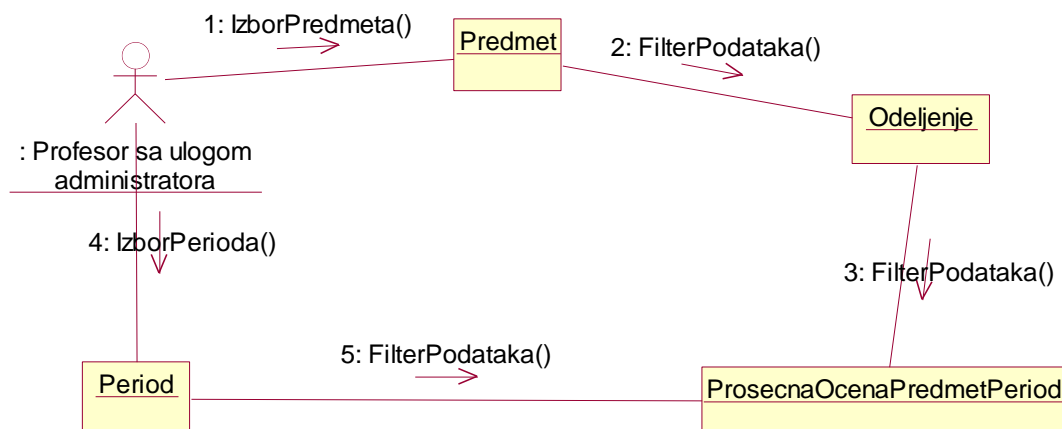 1: IzborPredmeta()
Predmet
2: FilterPodataka()
Odeljenje
: Profesor sa ulogom
administratora
4: IzborPerioda()
3: FilterPodataka()
5: FilterPodataka()
Period
ProsecnaOcenaPredmetPeriod